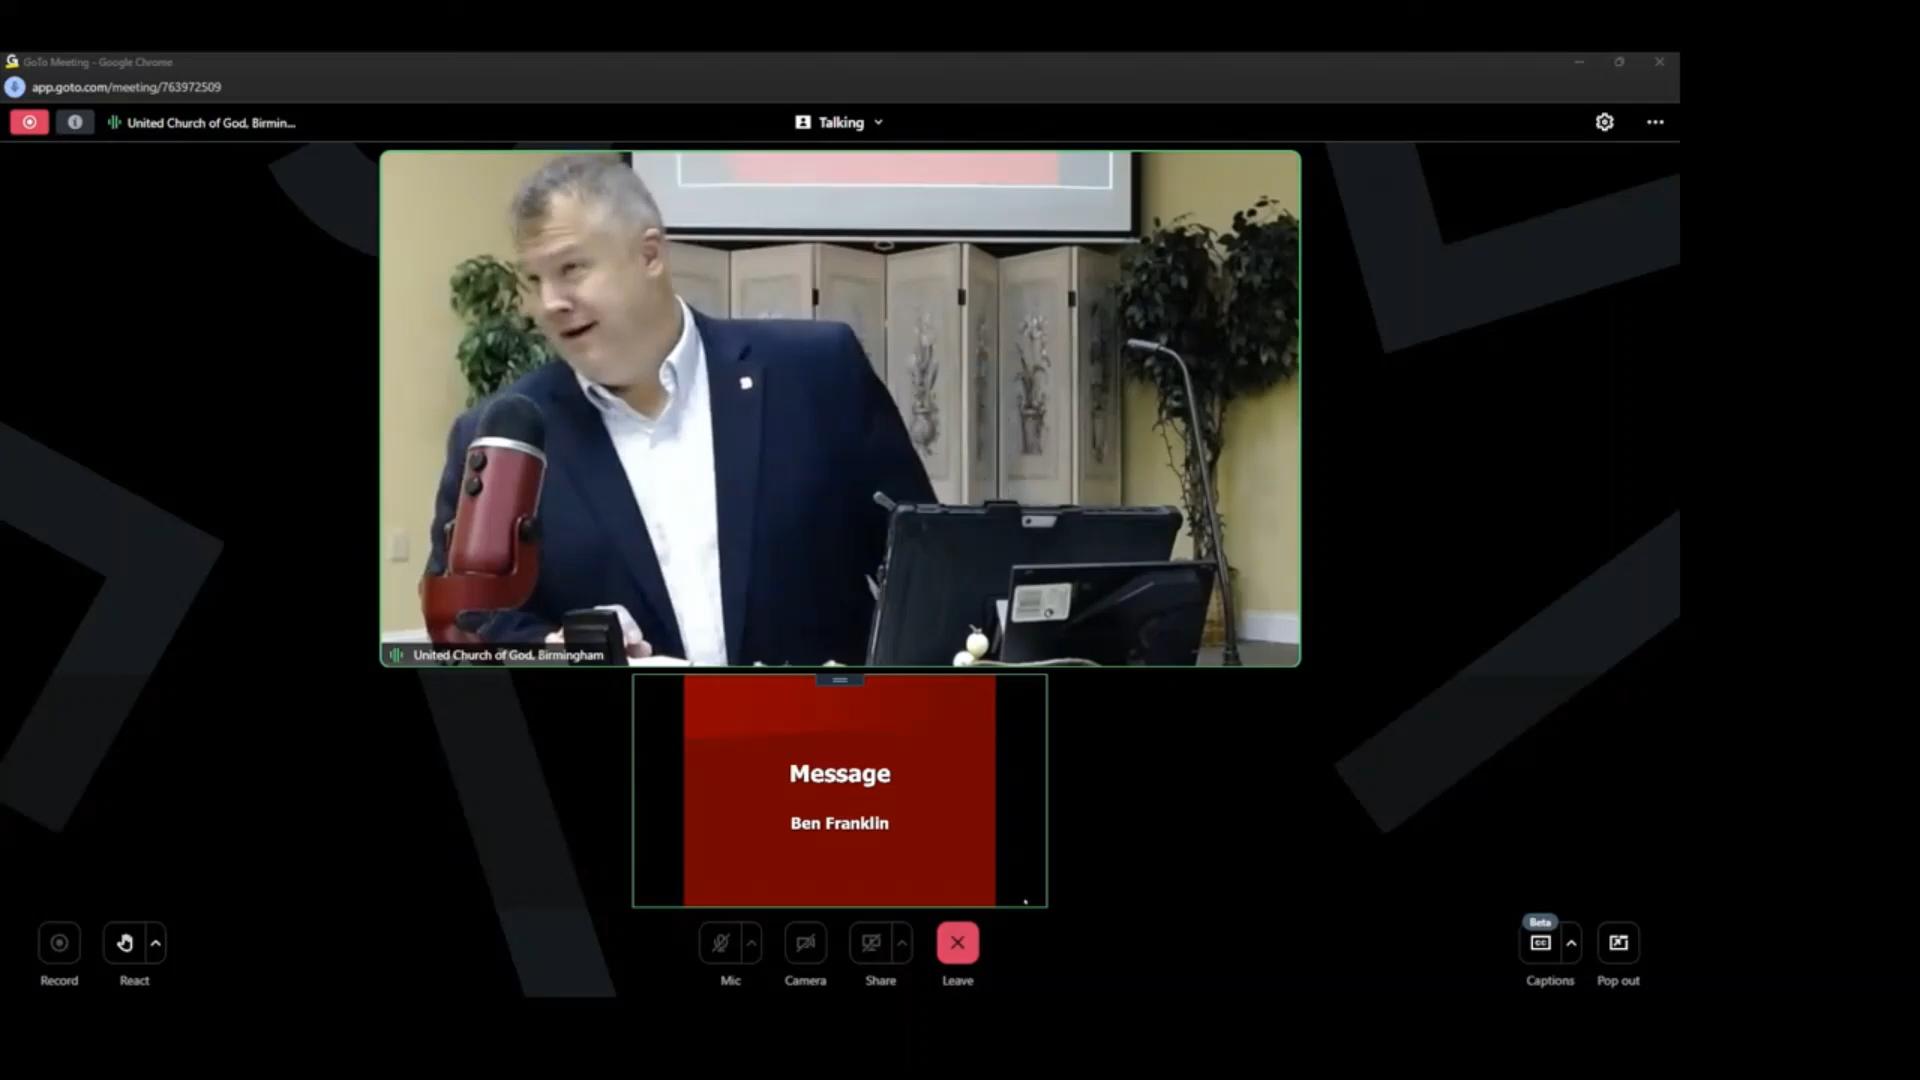 GoTo Meeting - Google Chrome
app.goto.com/meeting/763972509
United Church of God, Birmin...
Talking
United Church of God, Birmingham
Message
Ben Franklin
Beta
CC
Record
React
Mic
Camera
Share
Leave
Captions
Pop out